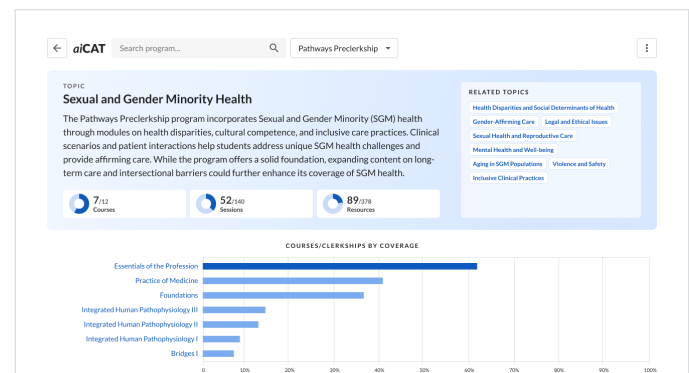 aiCAT
Search program...
Pathways Preclerkship
TOPIC
Sexual and Gender Minority Health
The Pathways Preclerkship program incorporates Sexual and Gender Minority (SGM) health
through modules on health disparities, cultural competence, and inclusive care practices. Clinical
scenarios and patient interactions help students address unique SGM health challenges and
provide affirming care. While the program offers a solid foundation, expanding content on long-
term care and intersectional barriers could further enhance its coverage of SGM health.
7/12
Courses
52/140
Sessions
89/378
Resources
RELATED TOPICS
Health Disparities and Social Determinants of Health
Gender-Affirming Care Legal and Ethical Issues
Sexual Health and Reproductive Care
Mental Health and Well-being
Aging in SGM Populations Violence and Safety
Inclusive Clinical Practices
COURSES/CLERKSHIPS BY COVERAGE
Essentials of the Profession
Practice of Medicine
Foundations
Integrated Human Pathophysiology III
Integrated Human Pathophysiology II
Integrated Human Pathophysiology I
Bridges I
0 10% 20% 30% 40% 50% 60% 70% 80% 90% 100%